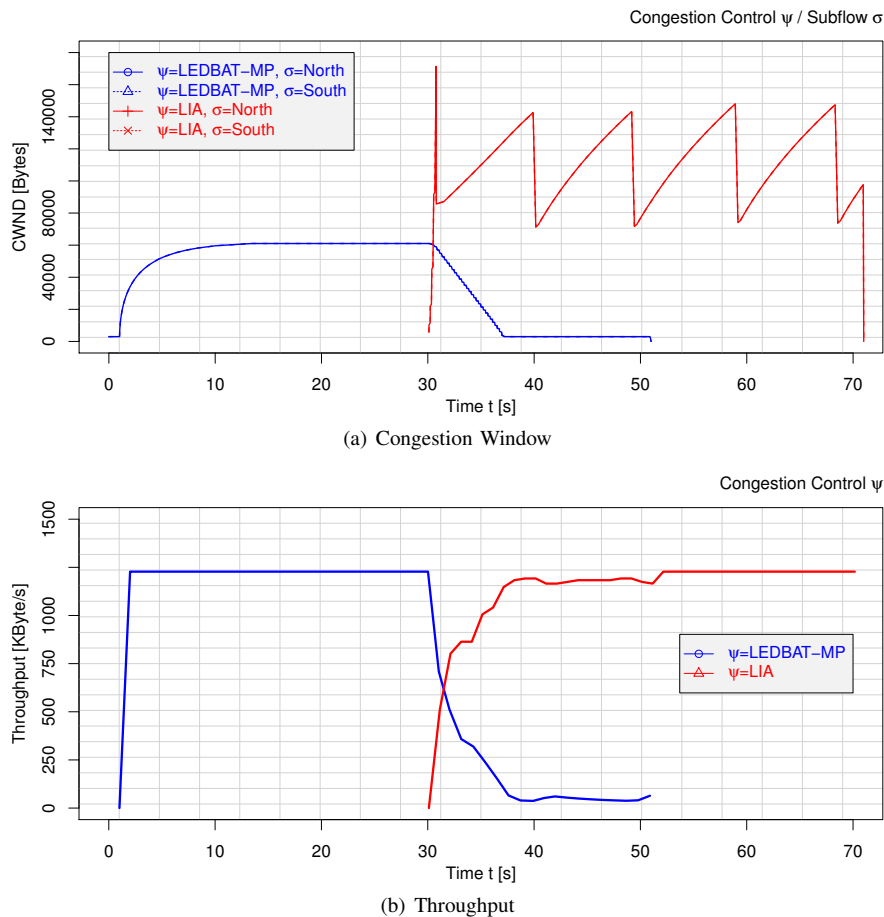 Congestion Control ψ / Subflow σ
ψ=LEDBAT−MP, σ=North
ψ=LEDBAT−MP, σ=South
ψ=LIA, σ=North
ψ=LIA, σ=South
CWND [Bytes]
0 40000 80000 140000
0 10 20 30 40 50 60 70
Time t [s]
(a) Congestion Window
Congestion Control ψ
Throughput [KByte/s]
0 250 500 750 1000 1500
ψ=LEDBAT−MP
ψ=LIA
0 10 20 30 40 50 60 70
Time t [s]
(b) Throughput